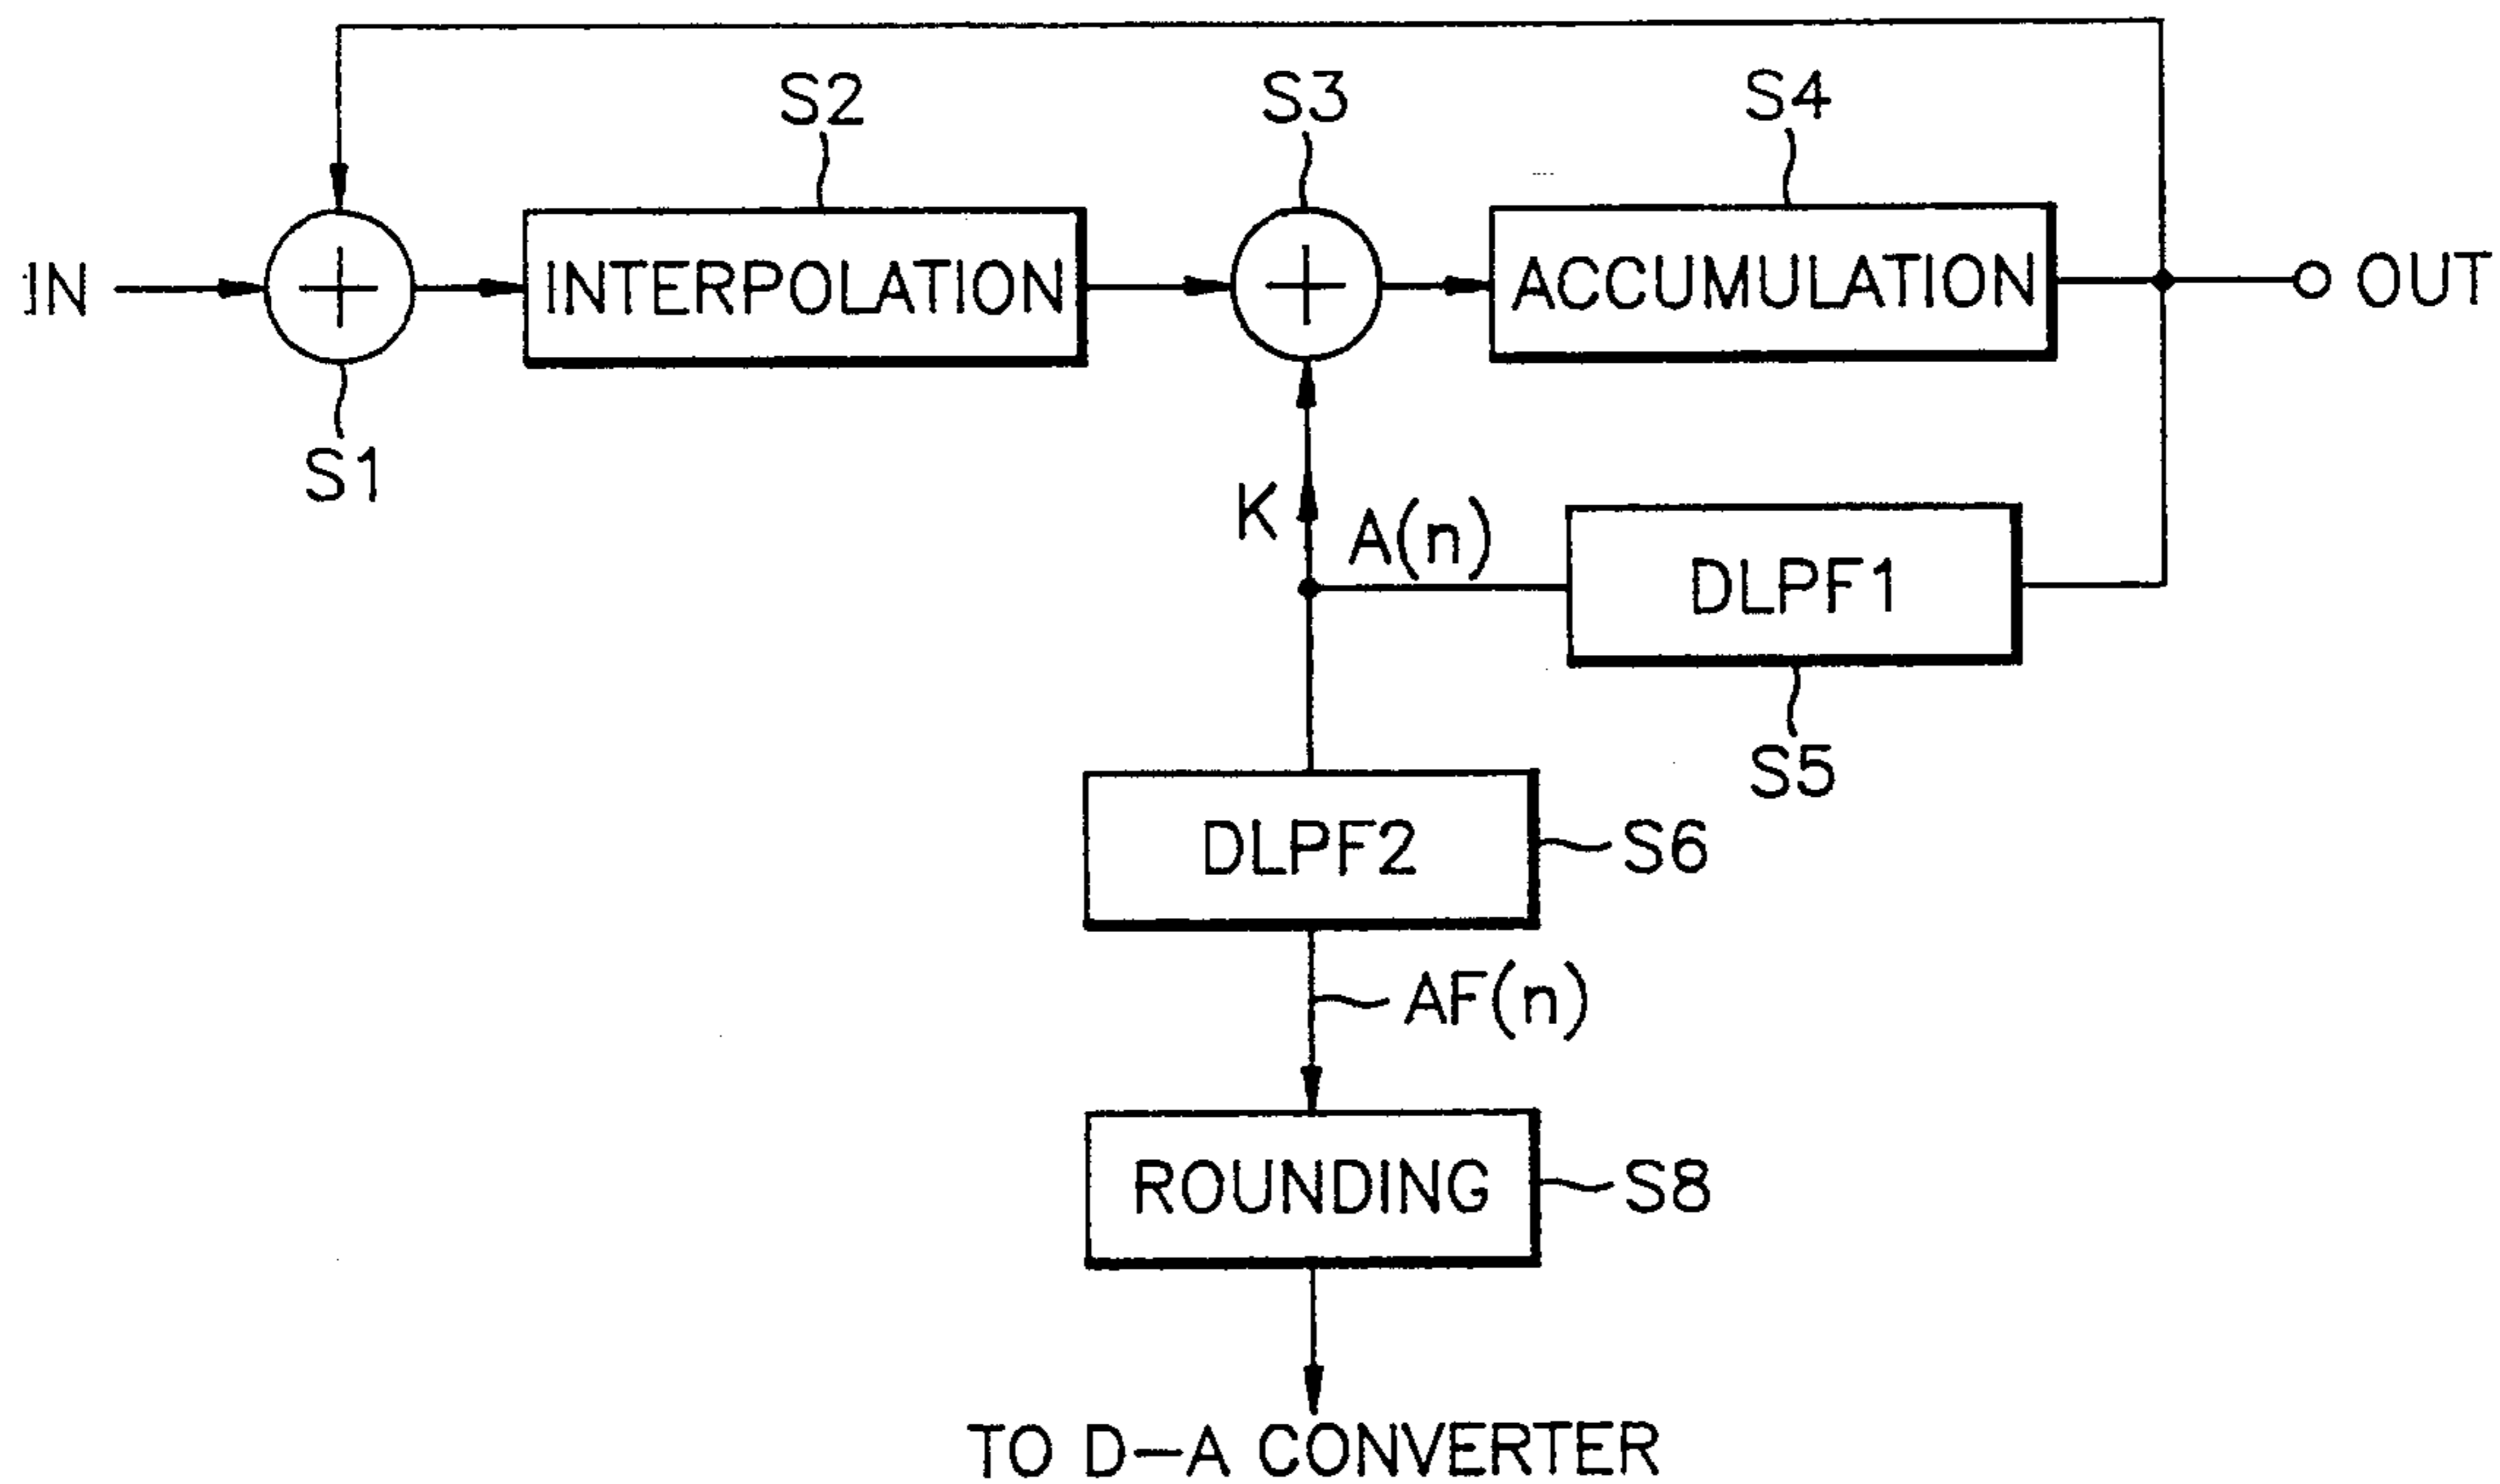 S2
S3
S4
IN
INTERPOLATION
ACCUMULATION
OUT
S1
K
A(n)
DLPF1
S5
DLPF2
S6
AF(n)
ROUNDING
S8
TO D-A CONVERTER